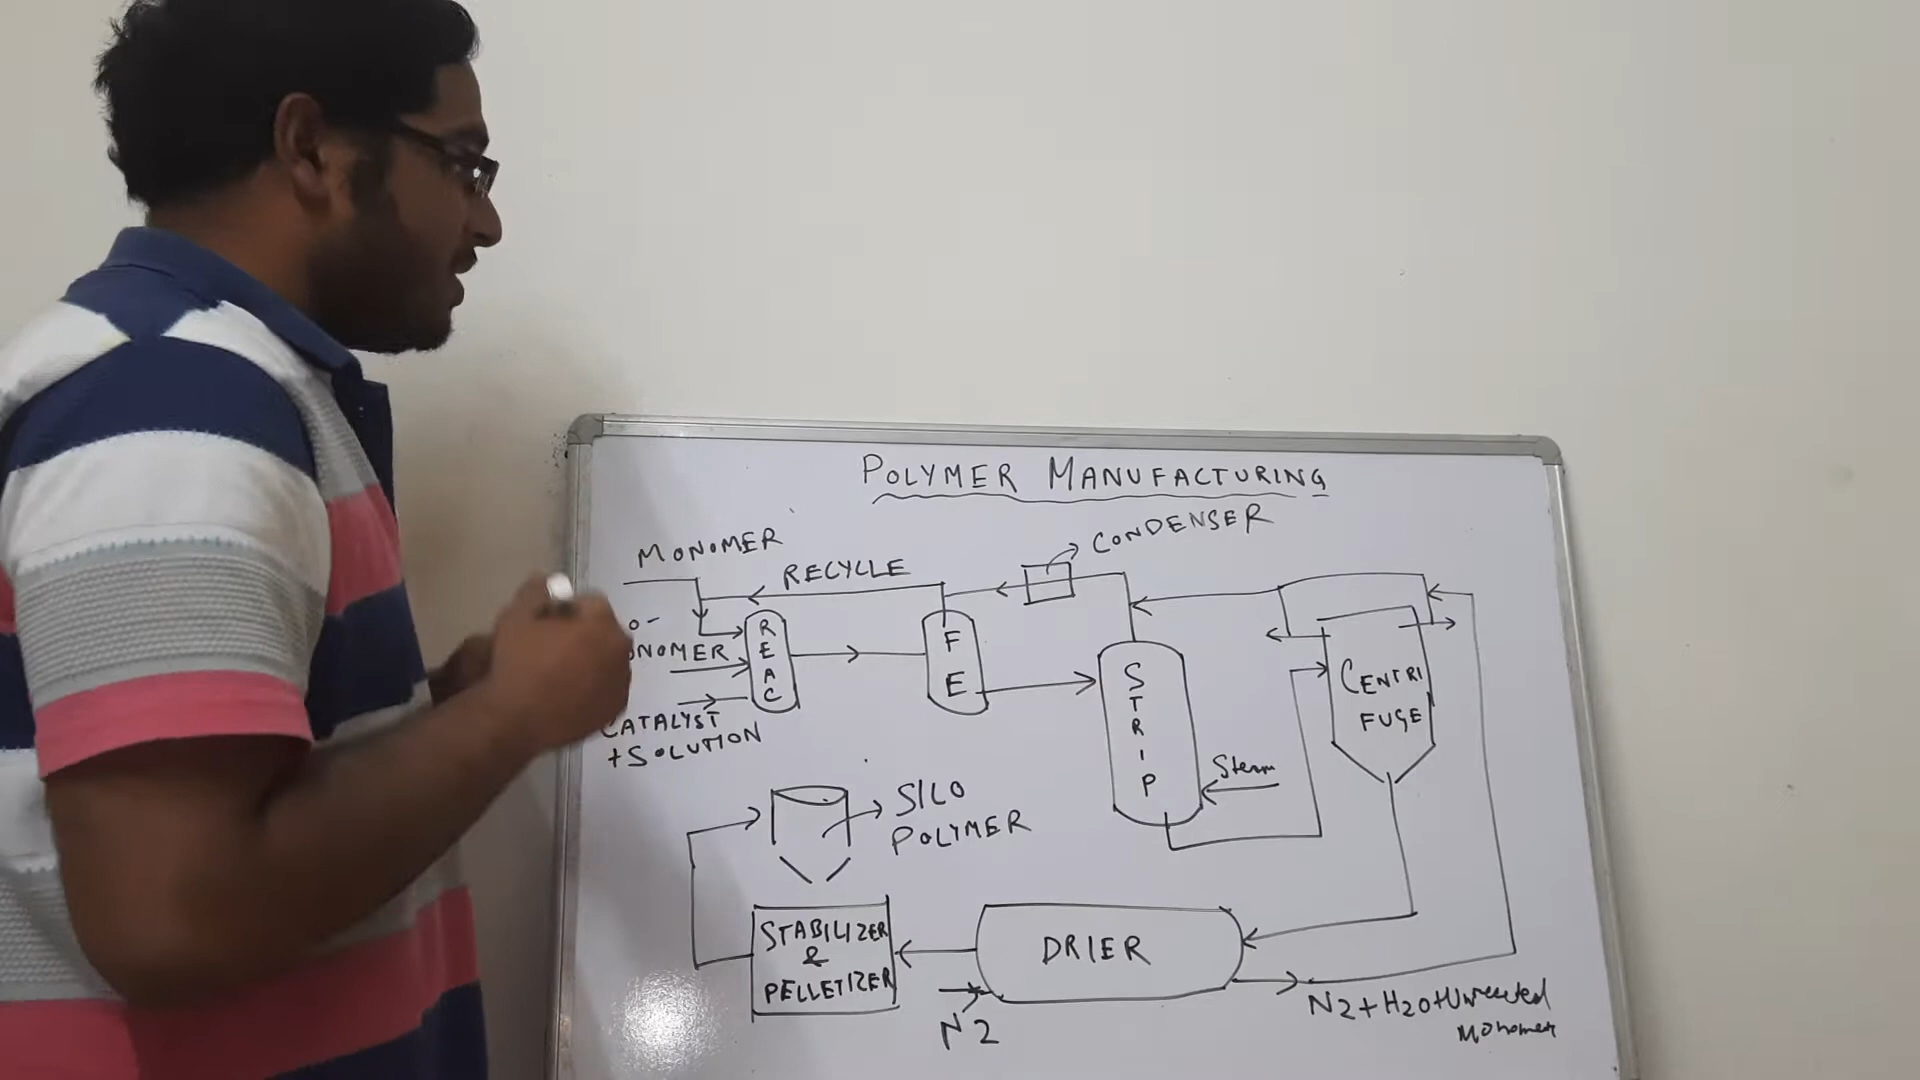 POLYMER MANUFACTURING
CONDENSER
MONOMER
RECYCLE
O-
NOMER
CATALYST
+ SOLUTION
REAC
FE
STRIP
Steam
CENTRI
FUGE
SILO
POLYMER
STABILIZER
&
PELLETIZER
DRIER
N2
N2+H2O+Unreacted
Monomer